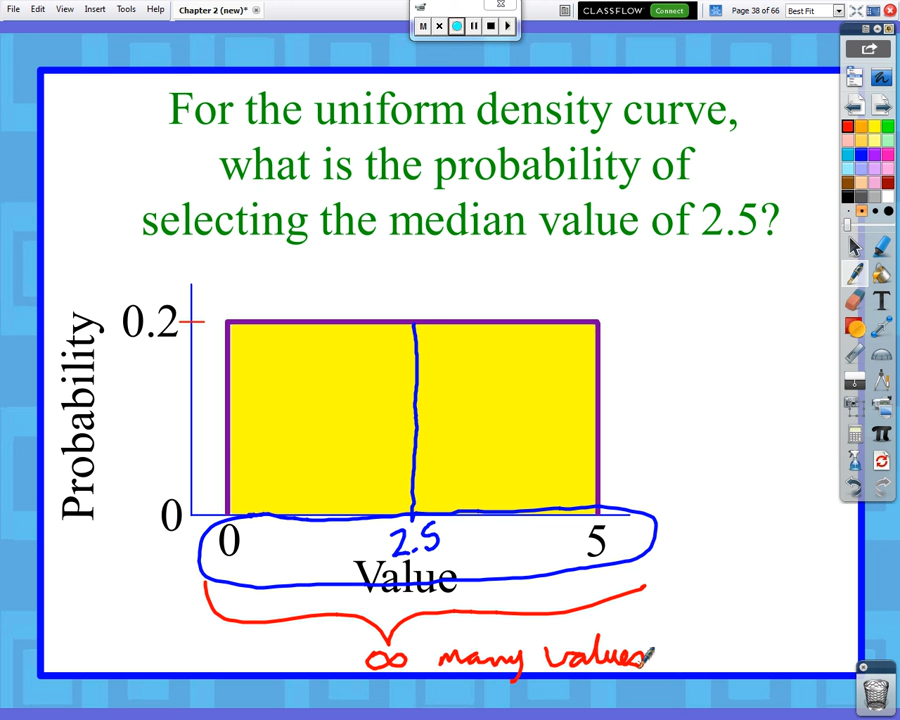 File Edit View Insert Tools Help Chapter 2 (new)* CLASSFLOW Connect Page 38 of 66 Best Fit
M
For the uniform density curve,
what is the probability of
selecting the median value of 2.5?
0.2
Probability
0
0 2.5 5
Value
∞ many values